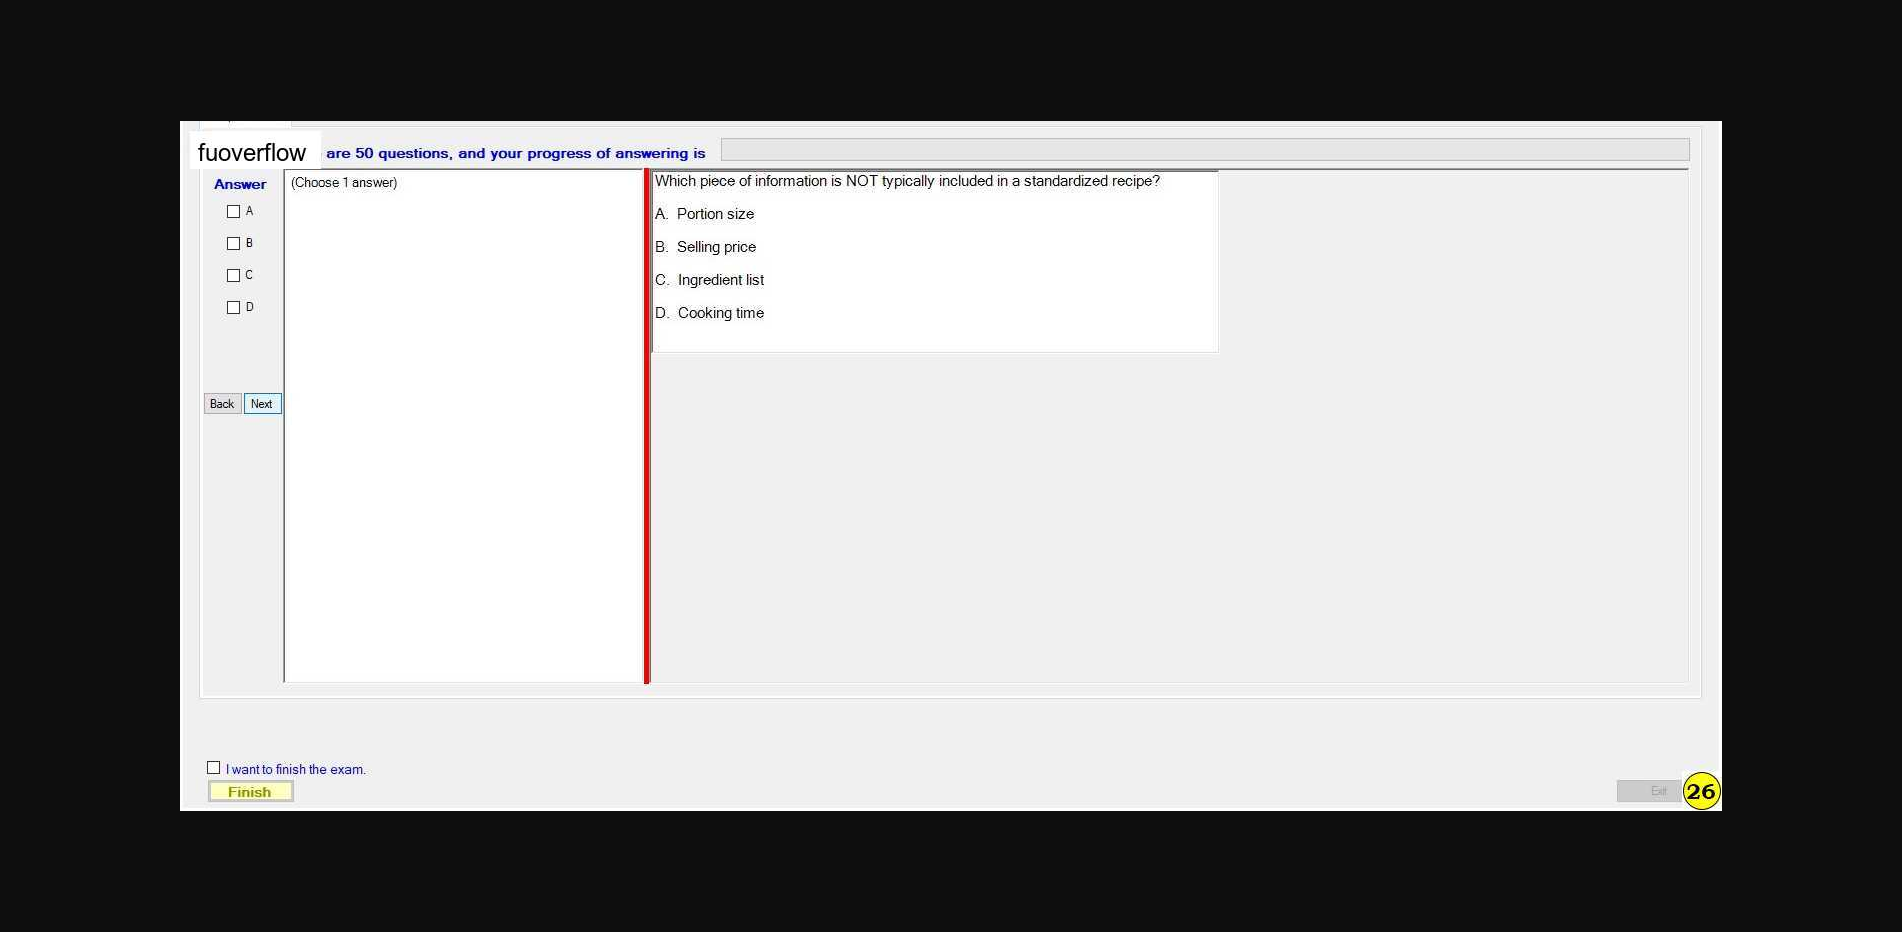 fuoverflow are 50 questions, and your progress of answering is
Answer
A
B
C
D
Back Next
(Choose 1 answer)
Which piece of information is NOT typically included in a standardized recipe?
A. Portion size
B. Selling price
C. Ingredient list
D. Cooking time
I want to finish the exam.
Finish
Exit
26